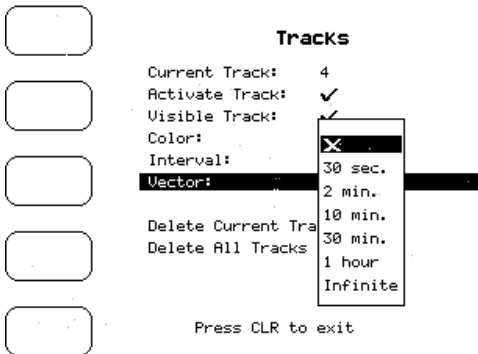 Tracks
Current Track: 4
Activate Track: ✓
Visible Track: ✓
Color:
Interval:
Vector:
Delete Current Tra
Delete All Tracks
X
30 sec.
2 min.
10 min.
30 min.
1 hour
Infinite
Press CLR to exit